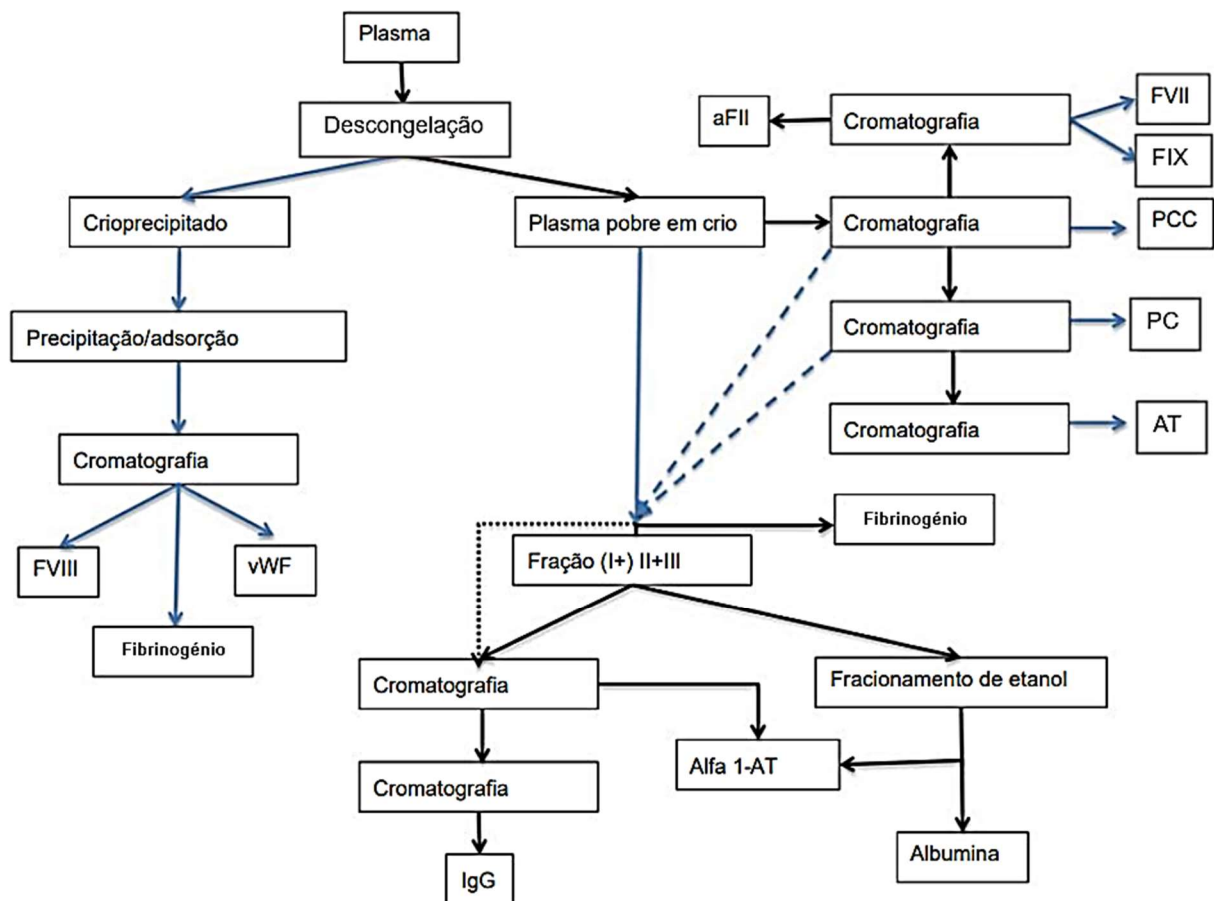 Plasma
Descongelação
Crioprecipitado
Plasma pobre em crio
Precipitação/adsorção
Cromatografia
FVIII
vWF
Fibrinogénio
aFII
Cromatografia
FVII
FIX
Cromatografia
PCC
Cromatografia
PC
Cromatografia
AT
Fibrinogénio
Fração (I+) II+III
Cromatografia
Fracionamento de etanol
Cromatografia
Alfa 1-AT
IgG
Albumina